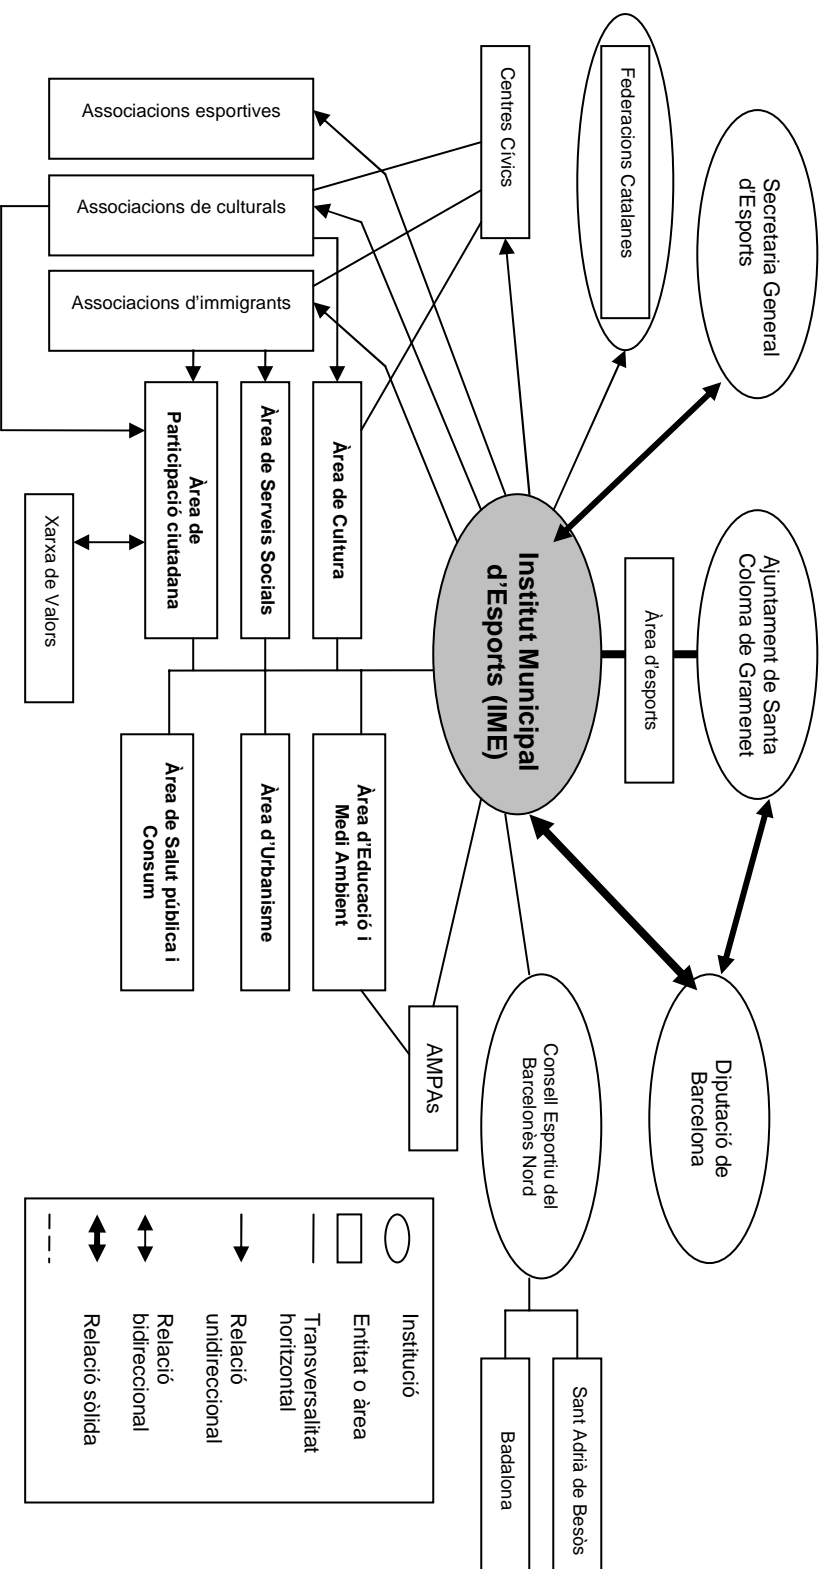 Secretaria General
d'Esports
Ajuntament de Santa
Coloma de Gramenet
Diputació de
Barcelona
Federacions Catalanes
Àrea d'esports
Centres Cívics
Institut Municipal
d'Esports (IME)
Consell Esportiu del
Barcelonès Nord
Sant Adrià de Besòs
Badalona
AMPAs
Associacions esportives
Associacions de culturals
Associacions d'immigrants
Àrea de Cultura
Àrea de Serveis Socials
Àrea de
Participació ciutadana
Xarxa de Valors
Àrea d'Educació i
Medi Ambient
Àrea d'Urbanisme
Àrea de Salut pública i
Consum
Institució
Entitat o àrea
Transversalitat
horitzontal
Relació
unidireccional
Relació
bidireccional
Relació sòlida